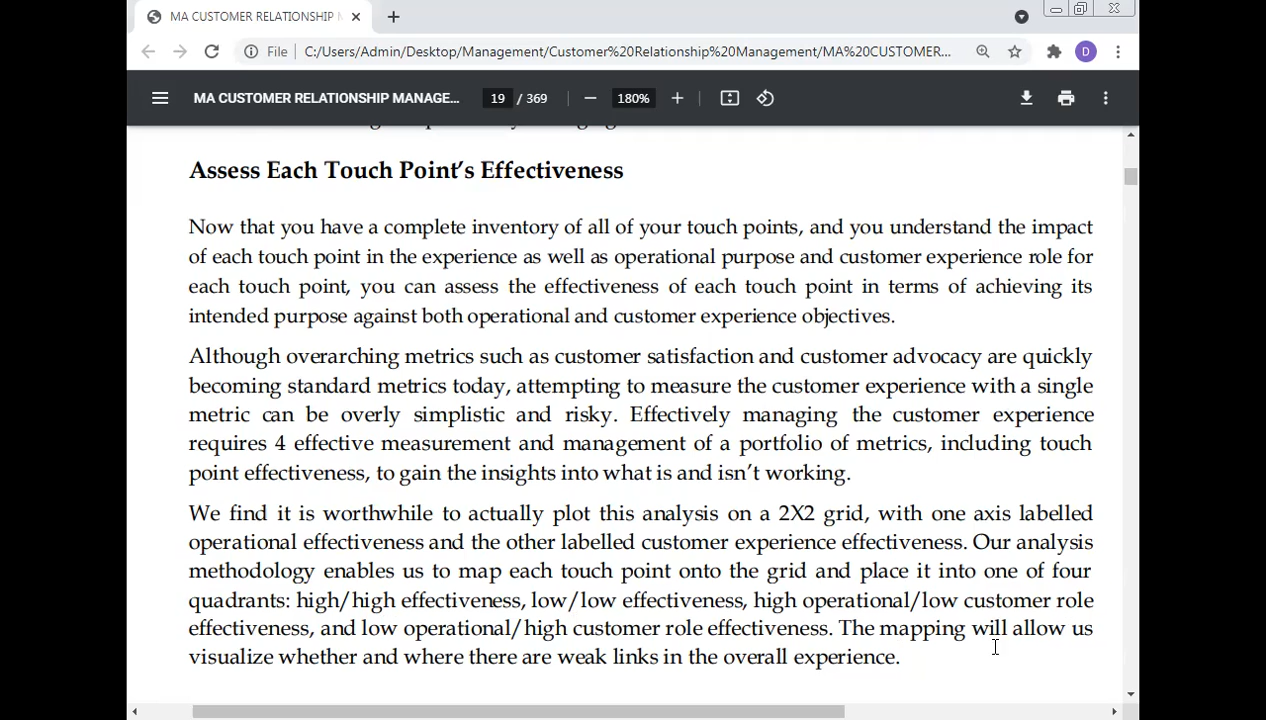 MA CUSTOMER RELATIONSHIP M
File C:/Users/Admin/Desktop/Management/Customer%20Relationship%20Management/MA%20CUSTOMER... D
MA CUSTOMER RELATIONSHIP MANAGE... 19 / 369 180%
Assess Each Touch Point's Effectiveness
Now that you have a complete inventory of all of your touch points, and you understand the impact
of each touch point in the experience as well as operational purpose and customer experience role for
each touch point, you can assess the effectiveness of each touch point in terms of achieving its
intended purpose against both operational and customer experience objectives.
Although overarching metrics such as customer satisfaction and customer advocacy are quickly
becoming standard metrics today, attempting to measure the customer experience with a single
metric can be overly simplistic and risky. Effectively managing the customer experience
requires 4 effective measurement and management of a portfolio of metrics, including touch
point effectiveness, to gain the insights into what is and isn't working.
We find it is worthwhile to actually plot this analysis on a 2X2 grid, with one axis labelled
operational effectiveness and the other labelled customer experience effectiveness. Our analysis
methodology enables us to map each touch point onto the grid and place it into one of four
quadrants: high/high effectiveness, low/low effectiveness, high operational/low customer role
effectiveness, and low operational/high customer role effectiveness. The mapping will allow us
visualize whether and where there are weak links in the overall experience.